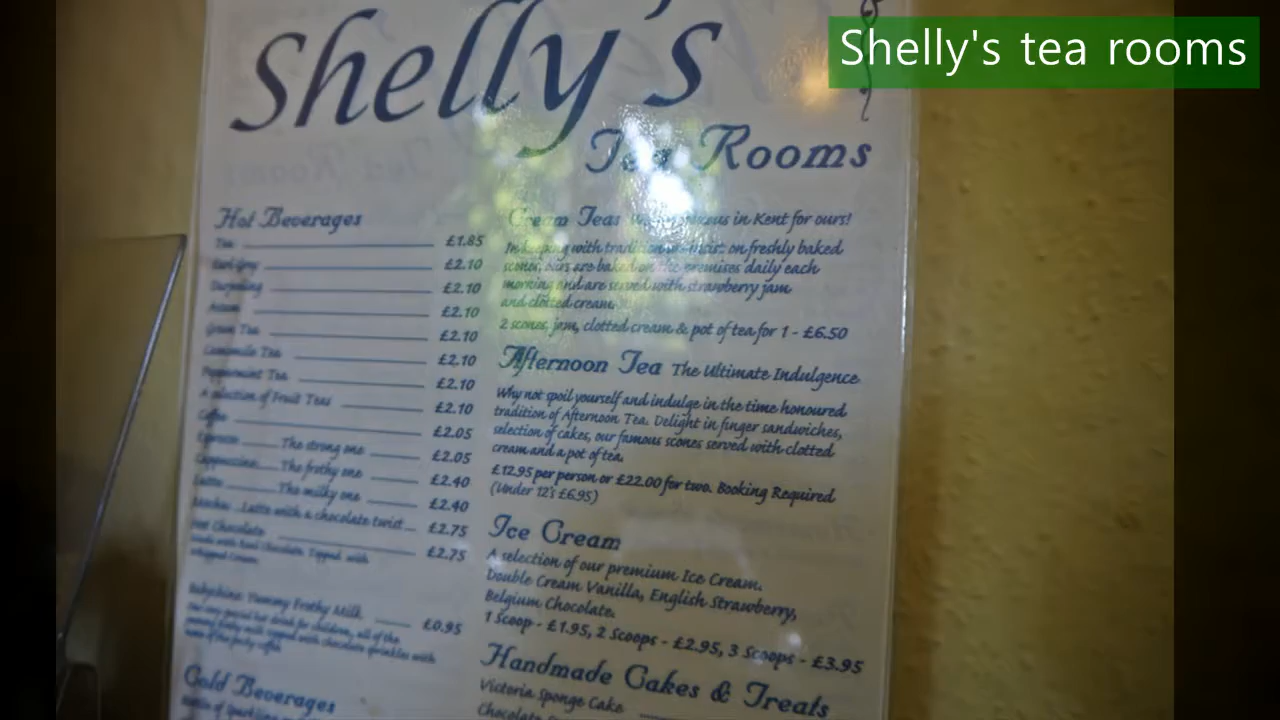 Shelly's tea rooms
Shelly's
Tea Rooms
Hot Beverages
Tea £1.85
Earl Grey £2.10
Darjeeling £2.10
Assam £2.10
Green Tea £2.10
Camomile Tea £2.10
Peppermint Tea £2.10
A selection of Fruit Teas £2.10
Coffee £2.05
Espresso The strong one £2.05
Cappuccino The frothy one £2.40
Latte The milky one £2.40
Mocha Latte with a chocolate twist £2.75
Hot Chocolate £2.75
made with Real Chocolate Topped with
whipped Cream
Babychino Yummy Frothy Milk £0.95
Our very special hot drink for children, all of the
yummy frothy milk topped with chocolate sprinkles with
none of the nasty coffee
Cold Beverages
Cream Teas in Kent for ours!
In keeping with tradition on freshly baked
scones, ours are baked on the premises daily each
morning and are served with strawberry jam
and clotted cream.
2 scones, jam, clotted cream & pot of tea for 1 - £6.50
Afternoon Tea The Ultimate Indulgence
Why not spoil yourself and indulge in the time honoured
tradition of Afternoon Tea. Delight in finger sandwiches,
selection of cakes, our famous scones served with clotted
cream and a pot of tea.
£12.95 per person or £22.00 for two. Booking Required
(Under 12's £6.95)
Ice Cream
A selection of our premium Ice Cream.
Double Cream Vanilla, English Strawberry,
Belgium Chocolate.
1 Scoop - £1.95, 2 Scoops - £2.95, 3 Scoops - £3.95
Handmade Cakes & Treats
Victoria Sponge Cake
Chocolate